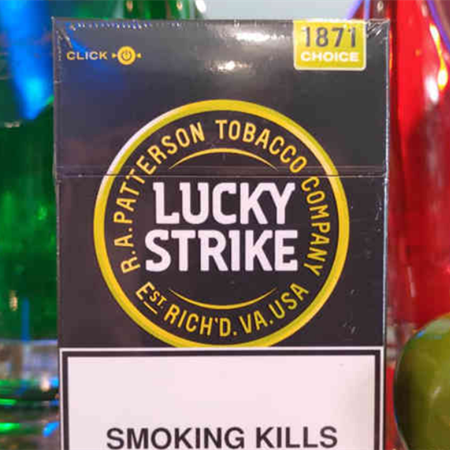 CLICK
1871
CHOICE
R.A. PATTERSON TOBACCO COMPANY
LUCKY
STRIKE
EST. RICH'D. VA. USA
SMOKING KILLS